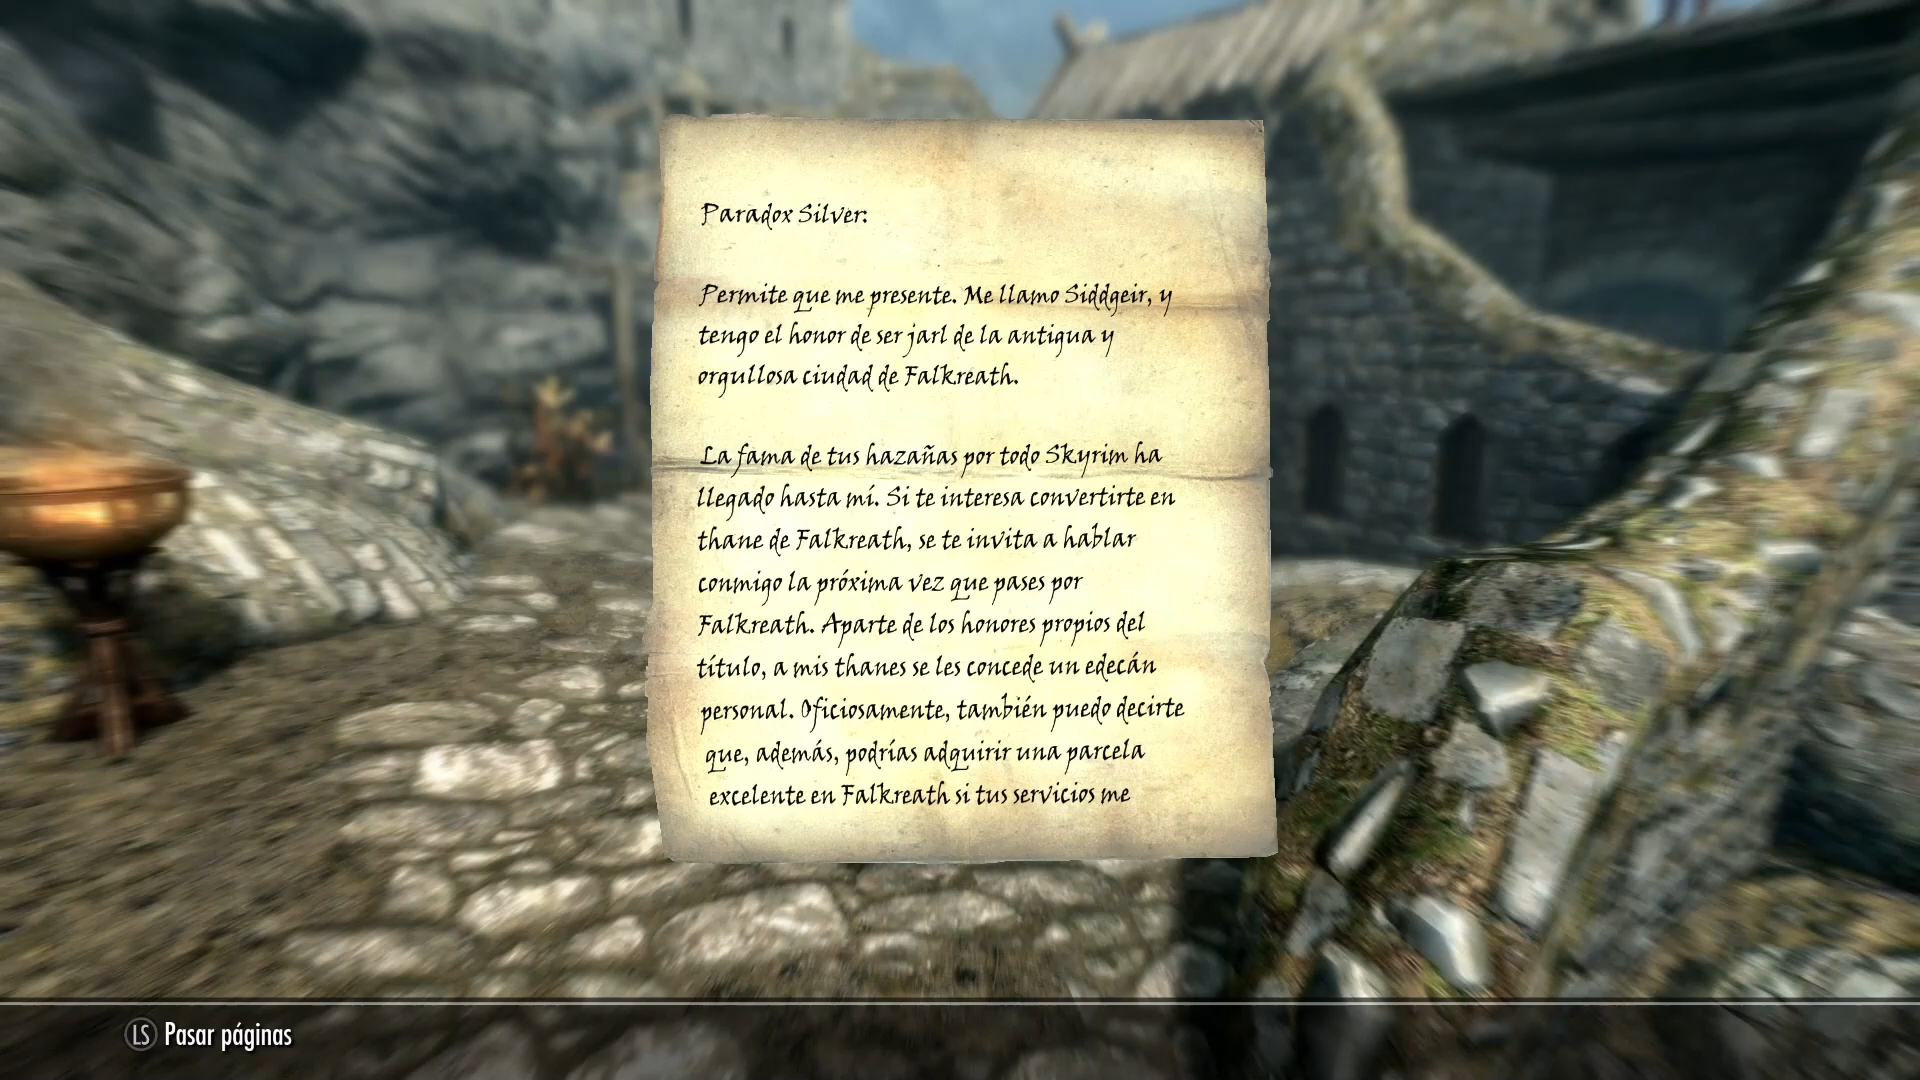 Paradox Silver:
Permite que me presente. Me llamo Siddgeir, y
tengo el honor de ser jarl de la antigua y
orgullosa ciudad de Falkreath.
La fama de tus hazañas por todo Skyrim ha
llegado hasta mí. Si te interesa convertirte en
thane de Falkreath, se te invita a hablar
conmigo la próxima vez que pases por
Falkreath. Aparte de los honores propios del
título, a mis thanes se les concede un edecán
personal. Oficiosamente, también puedo decirte
que, además, podrías adquirir una parcela
excelente en Falkreath si tus servicios me
LS Pasar páginas